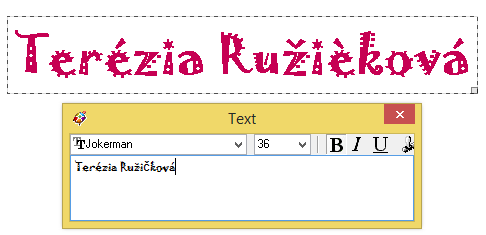 Terézia Ružièková
Text
Jokerman 36 B I U
Terézia Ružičková